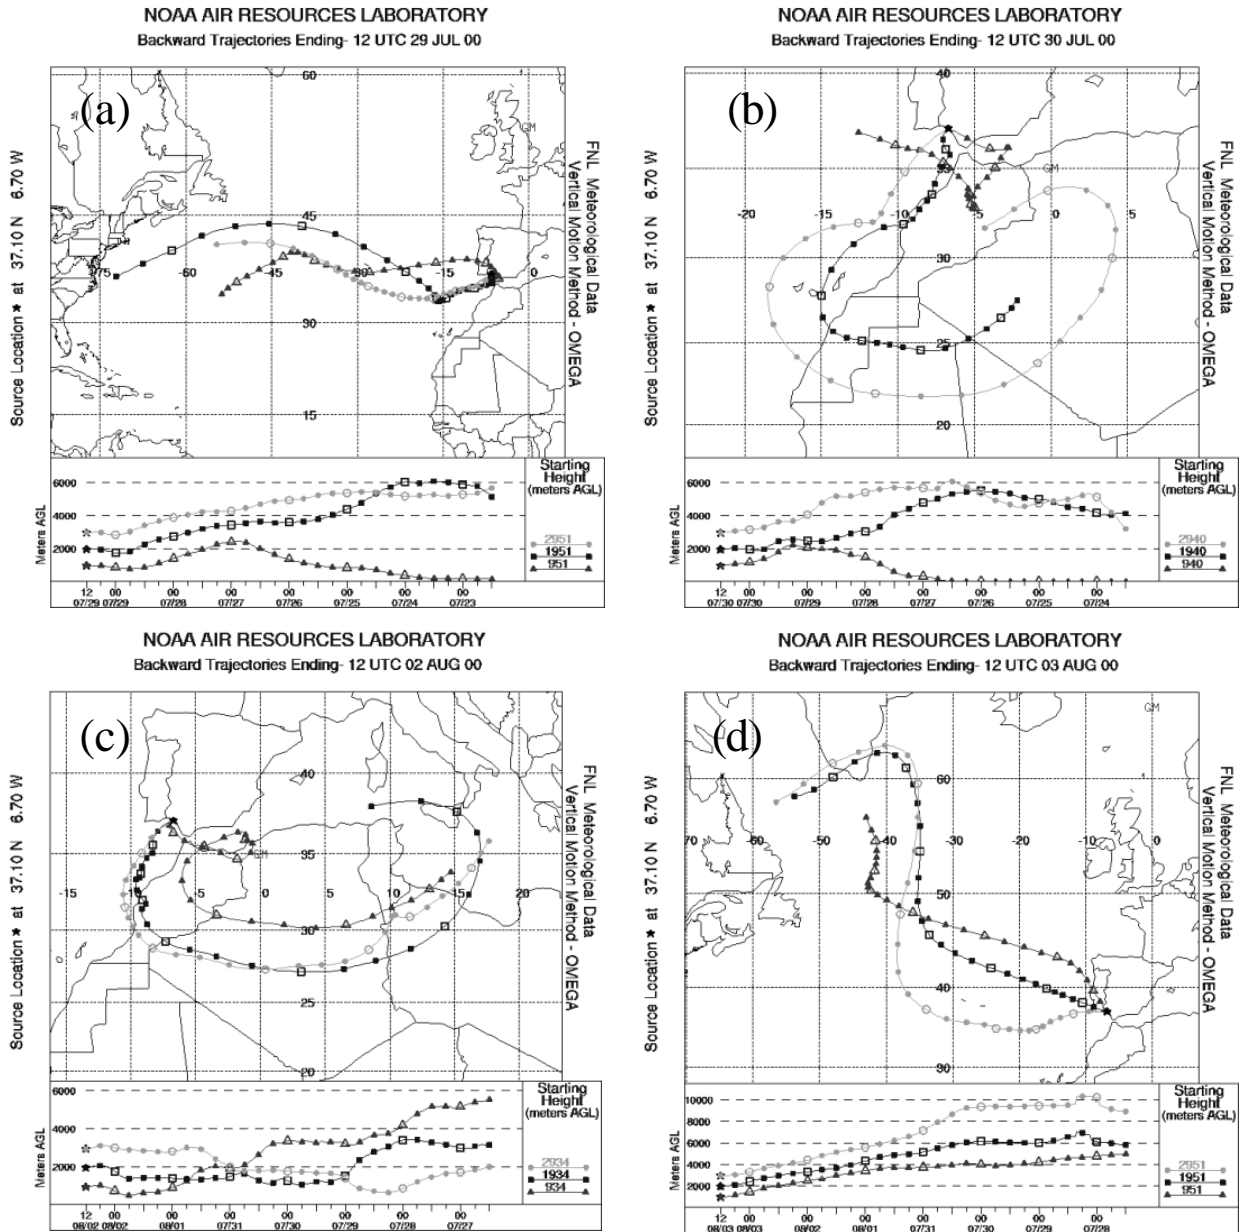 NOAA AIR RESOURCES LABORATORY
Backward Trajectories Ending- 12 UTC 29 JUL 00
(a)
60
GM
45
-75
-60
-45
-30
-15
0
30
15
Source Location ★ at 37.10 N 6.70 W
FNL Meteorological Data
Vertical Motion Method - OMEGA
Meters AGL
6000
4000
2000
Starting
Height
(meters AGL)
2951
1951
951
12 00 00 00 00 00 00 00
07/29 07/29 07/28 07/27 07/26 07/25 07/24 07/23
NOAA AIR RESOURCES LABORATORY
Backward Trajectories Ending- 12 UTC 30 JUL 00
(b)
40
35
GM
-20
-15
-10
-5
0
5
30
25
20
Source Location ★ at 37.10 N 6.70 W
FNL Meteorological Data
Vertical Motion Method - OMEGA
Meters AGL
6000
4000
2000
Starting
Height
(meters AGL)
2940
1940
940
12 00 00 00 00 00 00 00
07/30 07/30 07/29 07/28 07/27 07/26 07/25 07/24
NOAA AIR RESOURCES LABORATORY
Backward Trajectories Ending- 12 UTC 02 AUG 00
(c)
40
35
GM
-15
-10
-5
0
5
10
15
20
30
25
20
Source Location ★ at 37.10 N 6.70 W
FNL Meteorological Data
Vertical Motion Method - OMEGA
Meters AGL
6000
4000
2000
Starting
Height
(meters AGL)
2934
1934
934
12 00 00 00 00 00 00 00
08/02 08/02 08/01 07/31 07/30 07/29 07/28 07/27
NOAA AIR RESOURCES LABORATORY
Backward Trajectories Ending- 12 UTC 03 AUG 00
(d)
GM
60
70
-60
-50
-40
-30
-20
-10
0
50
40
30
Source Location ★ at 37.10 N 6.70 W
FNL Meteorological Data
Vertical Motion Method - OMEGA
Meters AGL
10000
8000
6000
4000
2000
Starting
Height
(meters AGL)
2951
1951
951
12 00 00 00 00 00 00 00
08/03 08/03 08/02 08/01 07/31 07/30 07/29 07/28